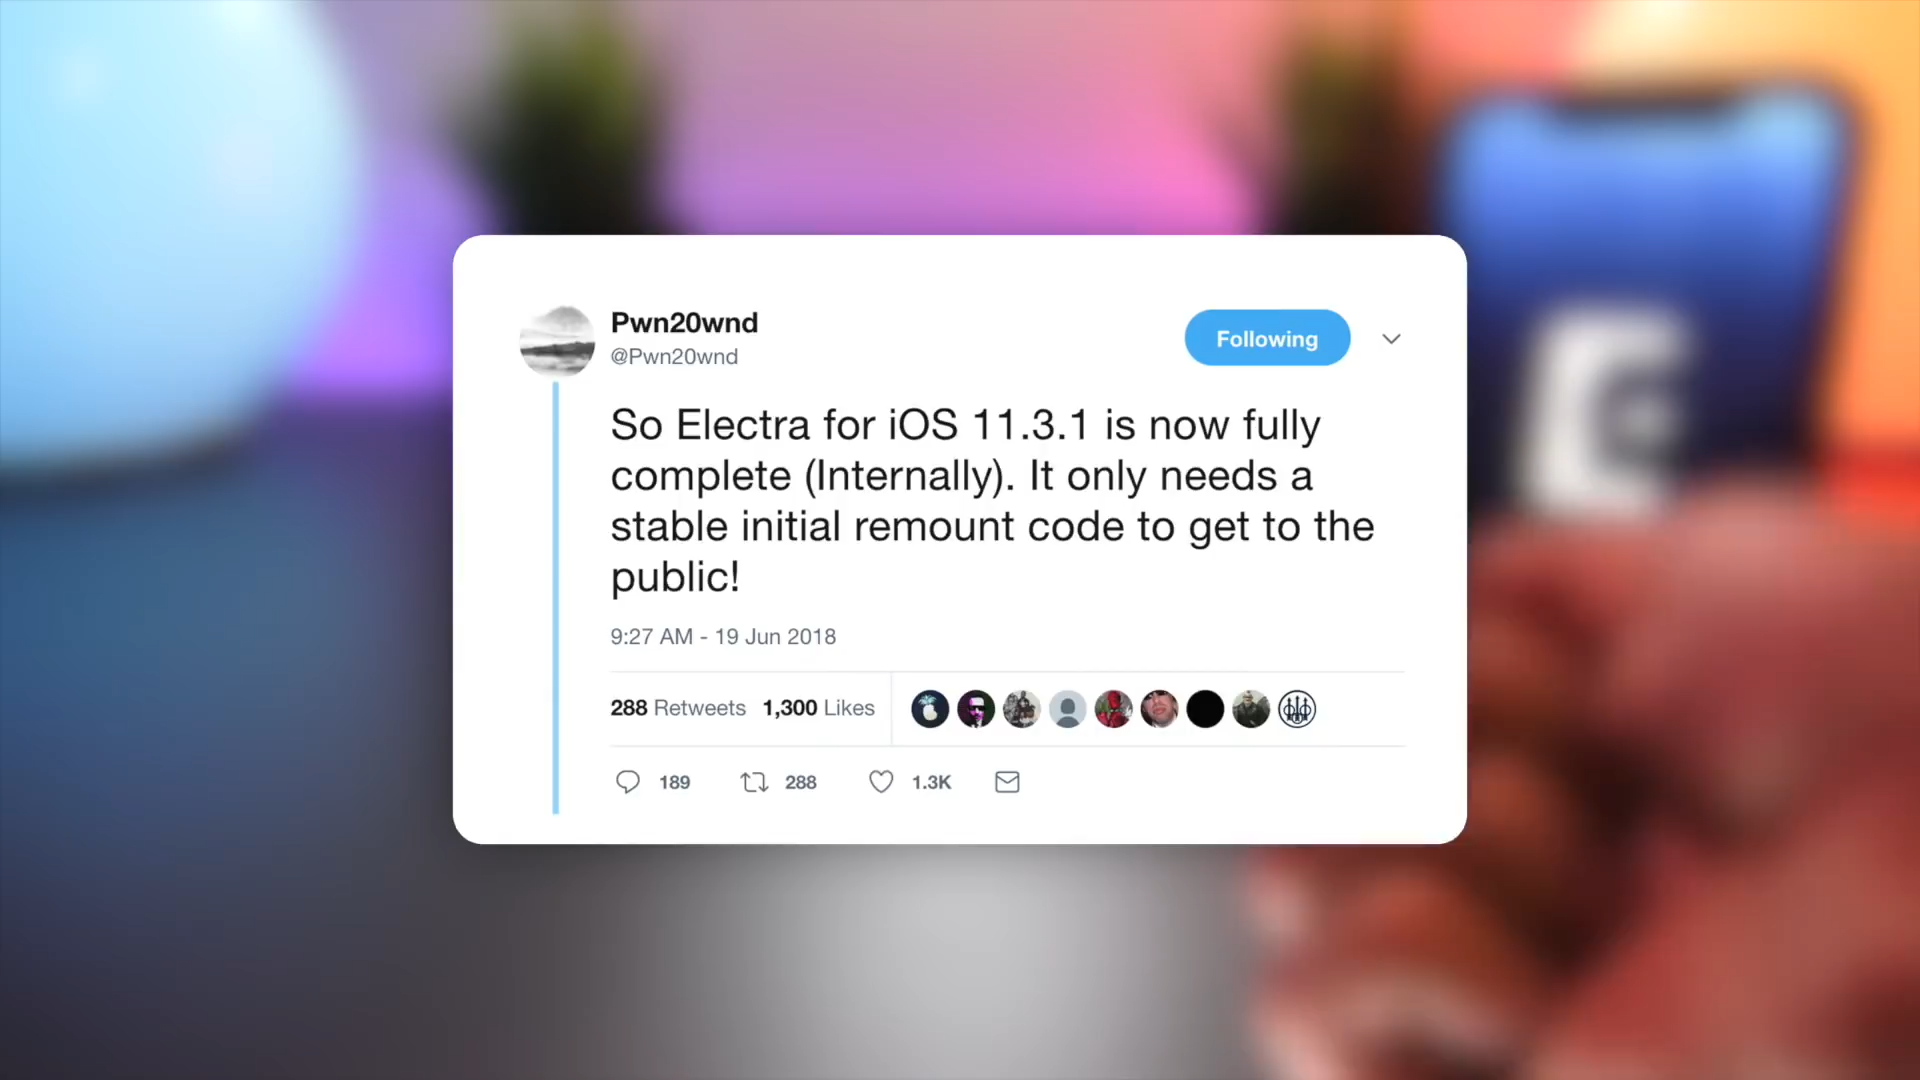 Pwn20wnd
@Pwn20wnd
Following
So Electra for iOS 11.3.1 is now fully
complete (Internally). It only needs a
stable initial remount code to get to the
public!
9:27 AM - 19 Jun 2018
288 Retweets 1,300 Likes
189 288 1.3K